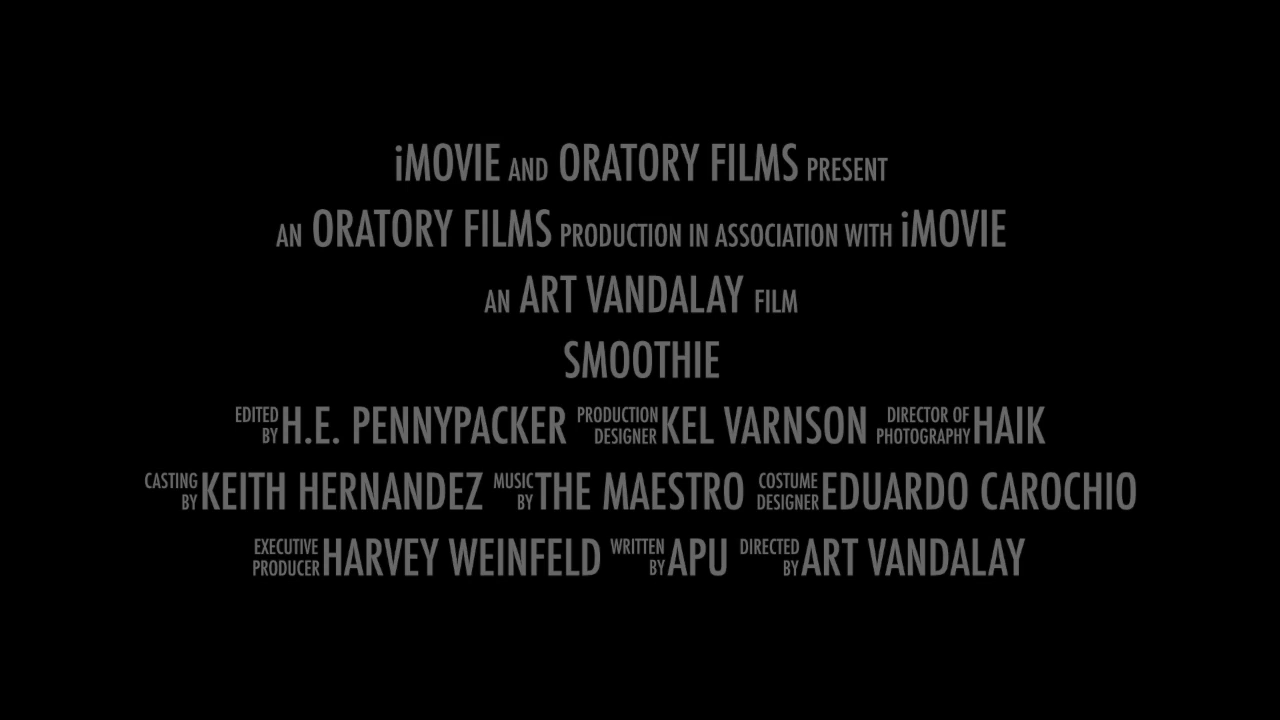 iMOVIE AND ORATORY FILMS PRESENT
AN ORATORY FILMS PRODUCTION IN ASSOCIATION WITH iMOVIE
AN ART VANDALAY FILM
SMOOTHIE
EDITED BY H.E. PENNYPACKER PRODUCTION DESIGNER KEL VARNSON DIRECTOR OF PHOTOGRAPHY HAIK
CASTING BY KEITH HERNANDEZ MUSIC BY THE MAESTRO COSTUME DESIGNER EDUARDO CAROCHIO
EXECUTIVE PRODUCER HARVEY WEINFELD WRITTEN BY APU DIRECTED BY ART VANDALAY